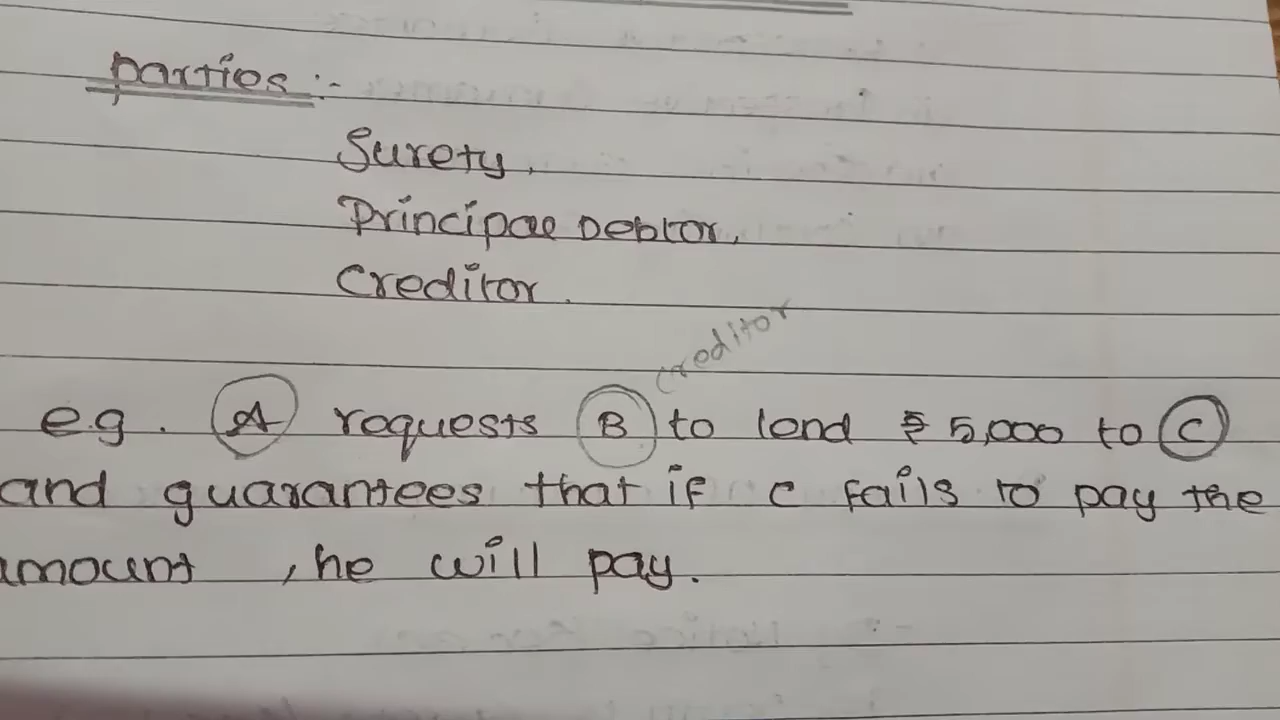 parties :-
Surety,
Principal Debtor,
Creditor.
creditor
e.g. A requests B to lend ₹ 5,000 to C
and guarantees that if C fails to pay the
amount, he will pay.